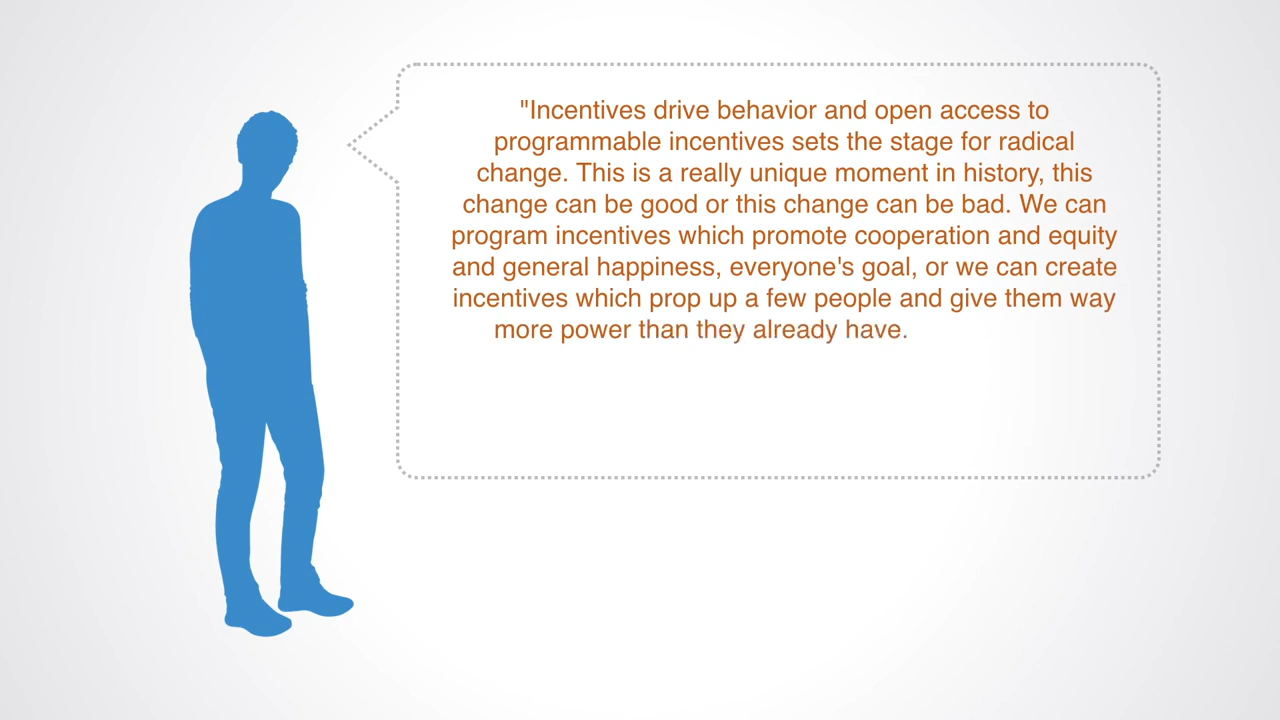 "Incentives drive behavior and open access to
programmable incentives sets the stage for radical
change. This is a really unique moment in history, this
change can be good or this change can be bad. We can
program incentives which promote cooperation and equity
and general happiness, everyone's goal, or we can create
incentives which prop up a few people and give them way
more power than they already have.